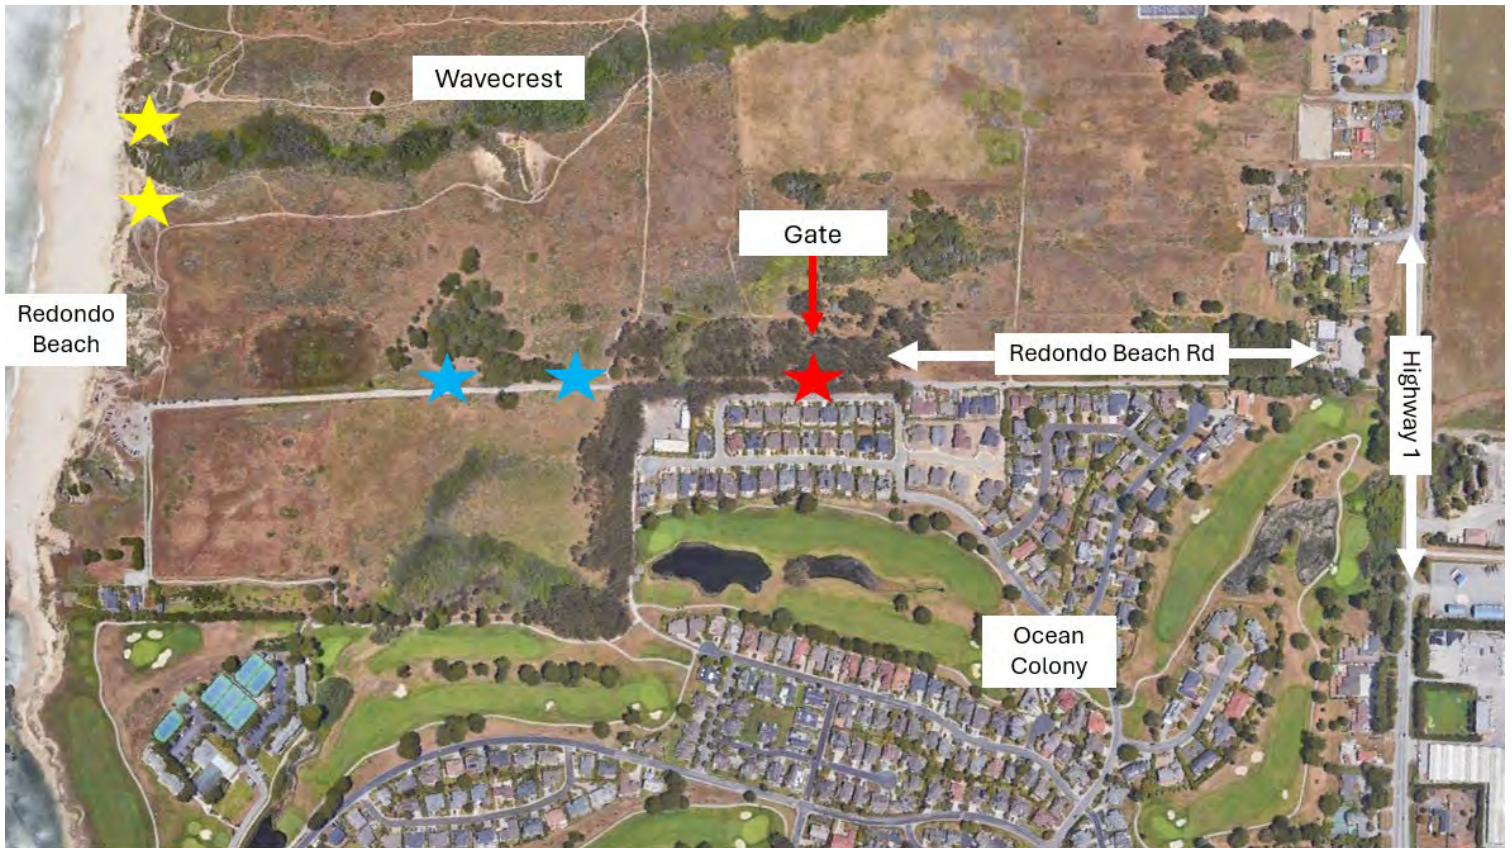 Wavecrest
Gate
Redondo
Beach
Redondo Beach Rd
Highway 1
Ocean
Colony